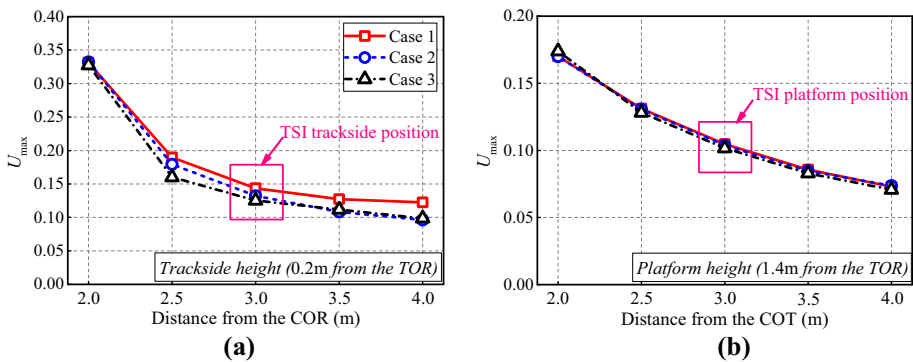 0.40
0.35
0.30
0.25
0.20
0.15
0.10
0.05
0.00
Umax
Case 1
Case 2
Case 3
TSI trackside position
Trackside height (0.2m from the TOR)
2.0 2.5 3.0 3.5 4.0
Distance from the COR (m)
(a)
0.20
0.15
0.10
0.05
0.00
Umax
TSI platform position
Platform height (1.4m from the TOR)
2.0 2.5 3.0 3.5 4.0
Distance from the COT (m)
(b)